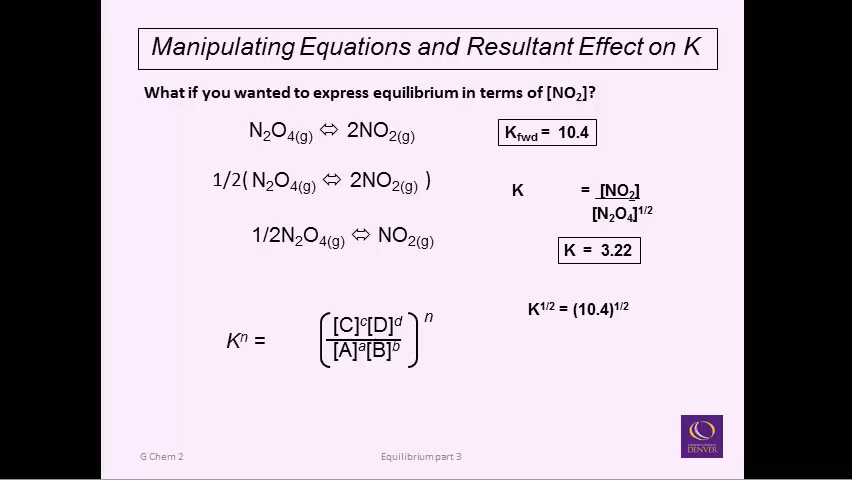 Manipulating Equations and Resultant Effect on K
What if you wanted to express equilibrium in terms of [NO₂]?
N₂O₄₍g₎ ⇔ 2NO₂₍g₎
K_fwd = 10.4
1/2( N₂O₄₍g₎ ⇔ 2NO₂₍g₎ )
K = [NO₂]
[N₂O₄]^1/2
1/2N₂O₄₍g₎ ⇔ NO₂₍g₎
K = 3.22
K^1/2 = (10.4)^1/2
Kⁿ = ( [C]^c[D]^d / [A]^a[B]^b )^n
G Chem 2
Equilibrium part 3
DENVER